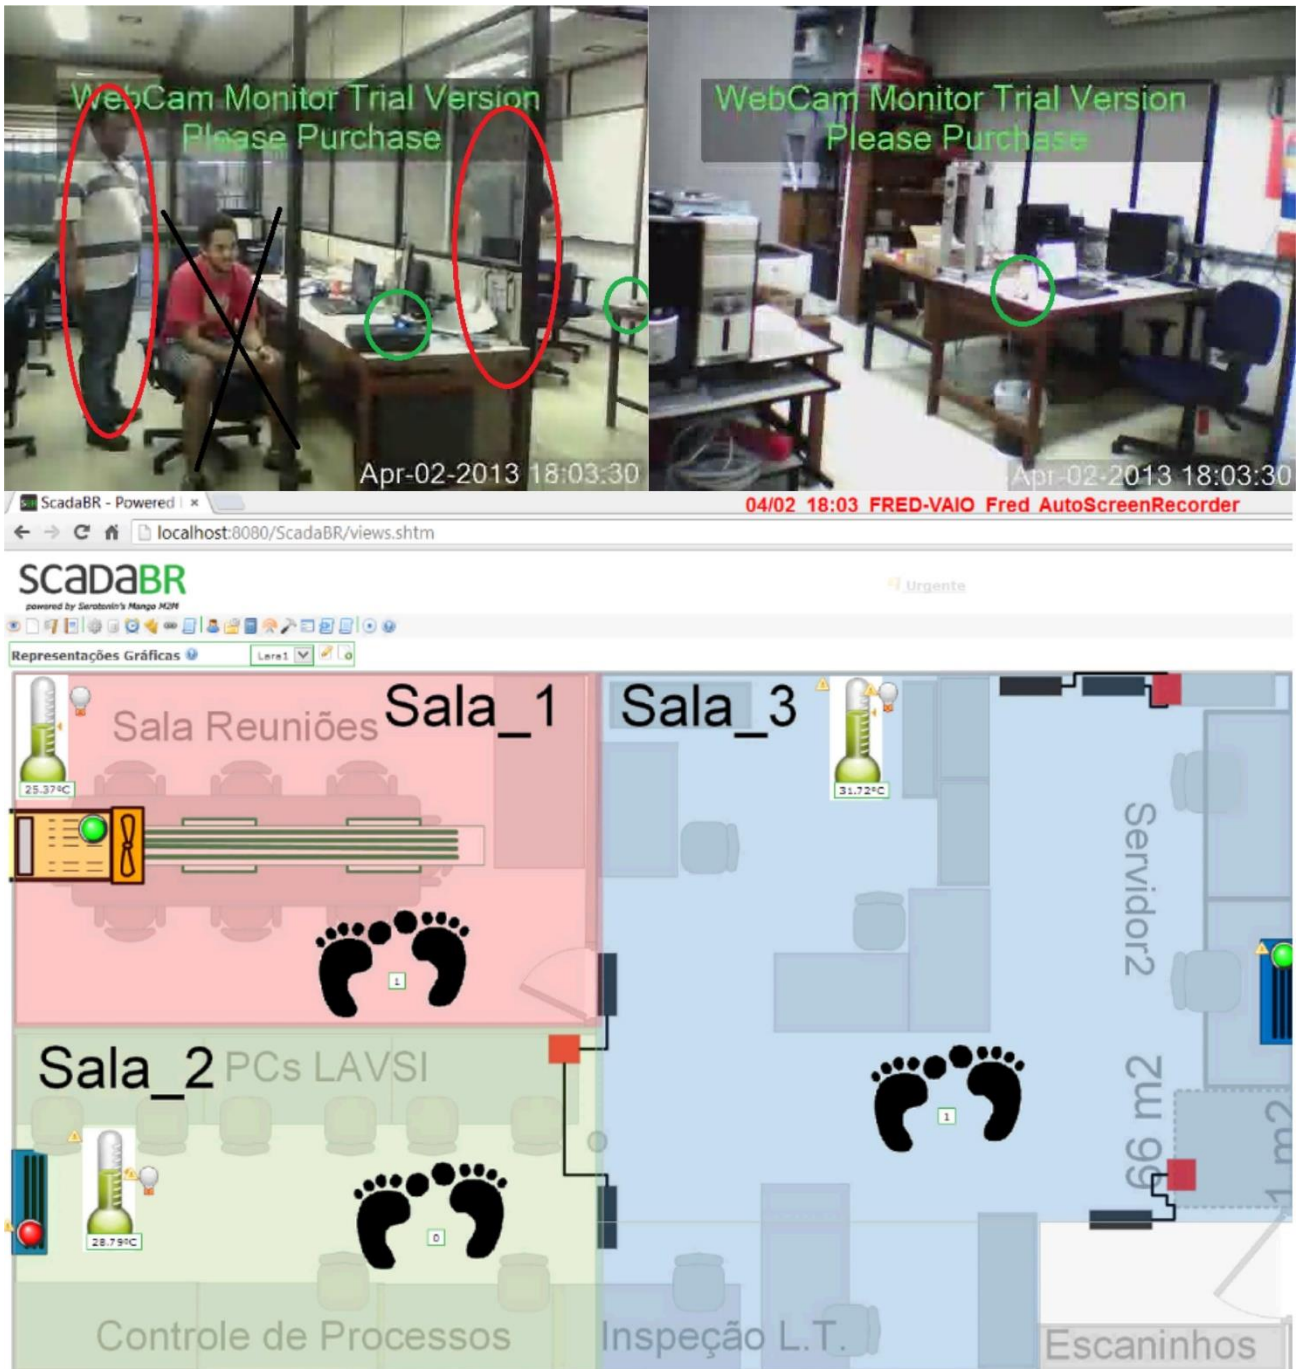 WebCam Monitor Trial Version
Please Purchase
WebCam Monitor Trial Version
Please Purchase
Apr-02-2013 18:03:30
Apr-02-2013 18:03:30
ScadaBR - Powered
04/02 18:03 FRED-VAIO Fred AutoScreenRecorder
localhost:8080/ScadaBR/views.shtm
scadaBR
powered by Serotonin's Mango M2M
Urgente
Representações Gráficas
Lara1
Sala Reuniões
Sala_1
Sala_3
25.37ºC
31.72ºC
Servidor2
1
Sala_2
PCs LAVSI
1
66 m2
1 m2
28.79ºC
0
Controle de Processos
Inspeção L.T.
Escaninhos